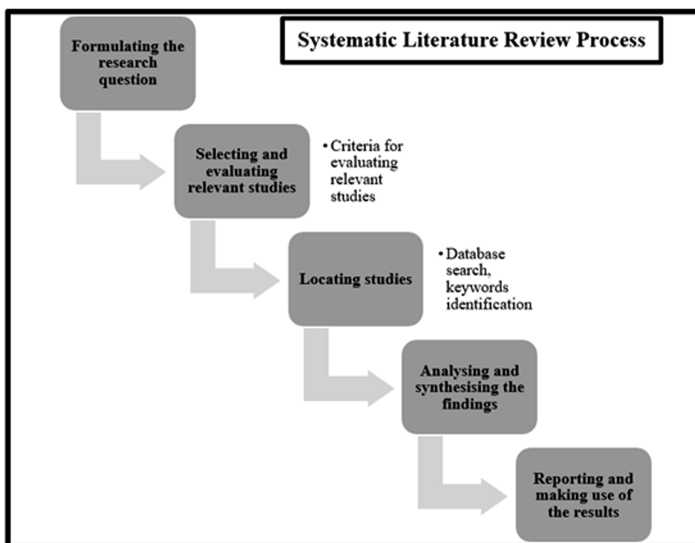 Systematic Literature Review Process
Formulating the
research
question
Selecting and
evaluating
relevant studies
•Criteria for
evaluating
relevant
studies
Locating studies
•Database
search,
keywords
identification
Analysing and
synthesising the
findings
Reporting and
making use of
the results